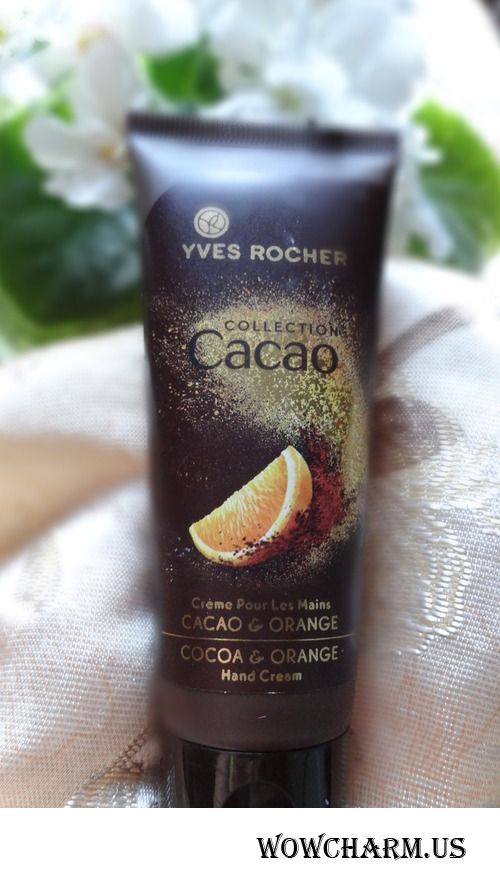 YVES ROCHER
COLLECTION
Cacao
Crème Pour Les Mains
CACAO & ORANGE
COCOA & ORANGE
Hand Cream
WOWCHARM.US